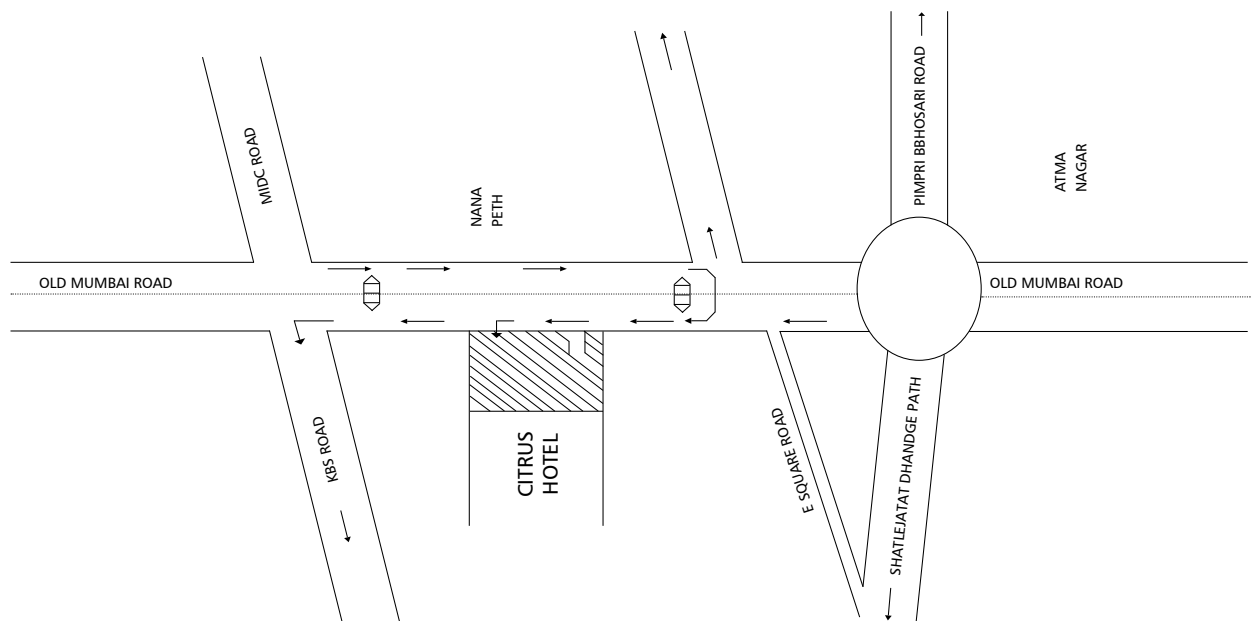 MIDC ROAD
NANA
PETH
PIMPRI BBHOSARI ROAD
ATMA
NAGAR
OLD MUMBAI ROAD
OLD MUMBAI ROAD
KBS ROAD
CITRUS
HOTEL
E SQUARE ROAD
SHATLEJATAT DHANDGE PATH